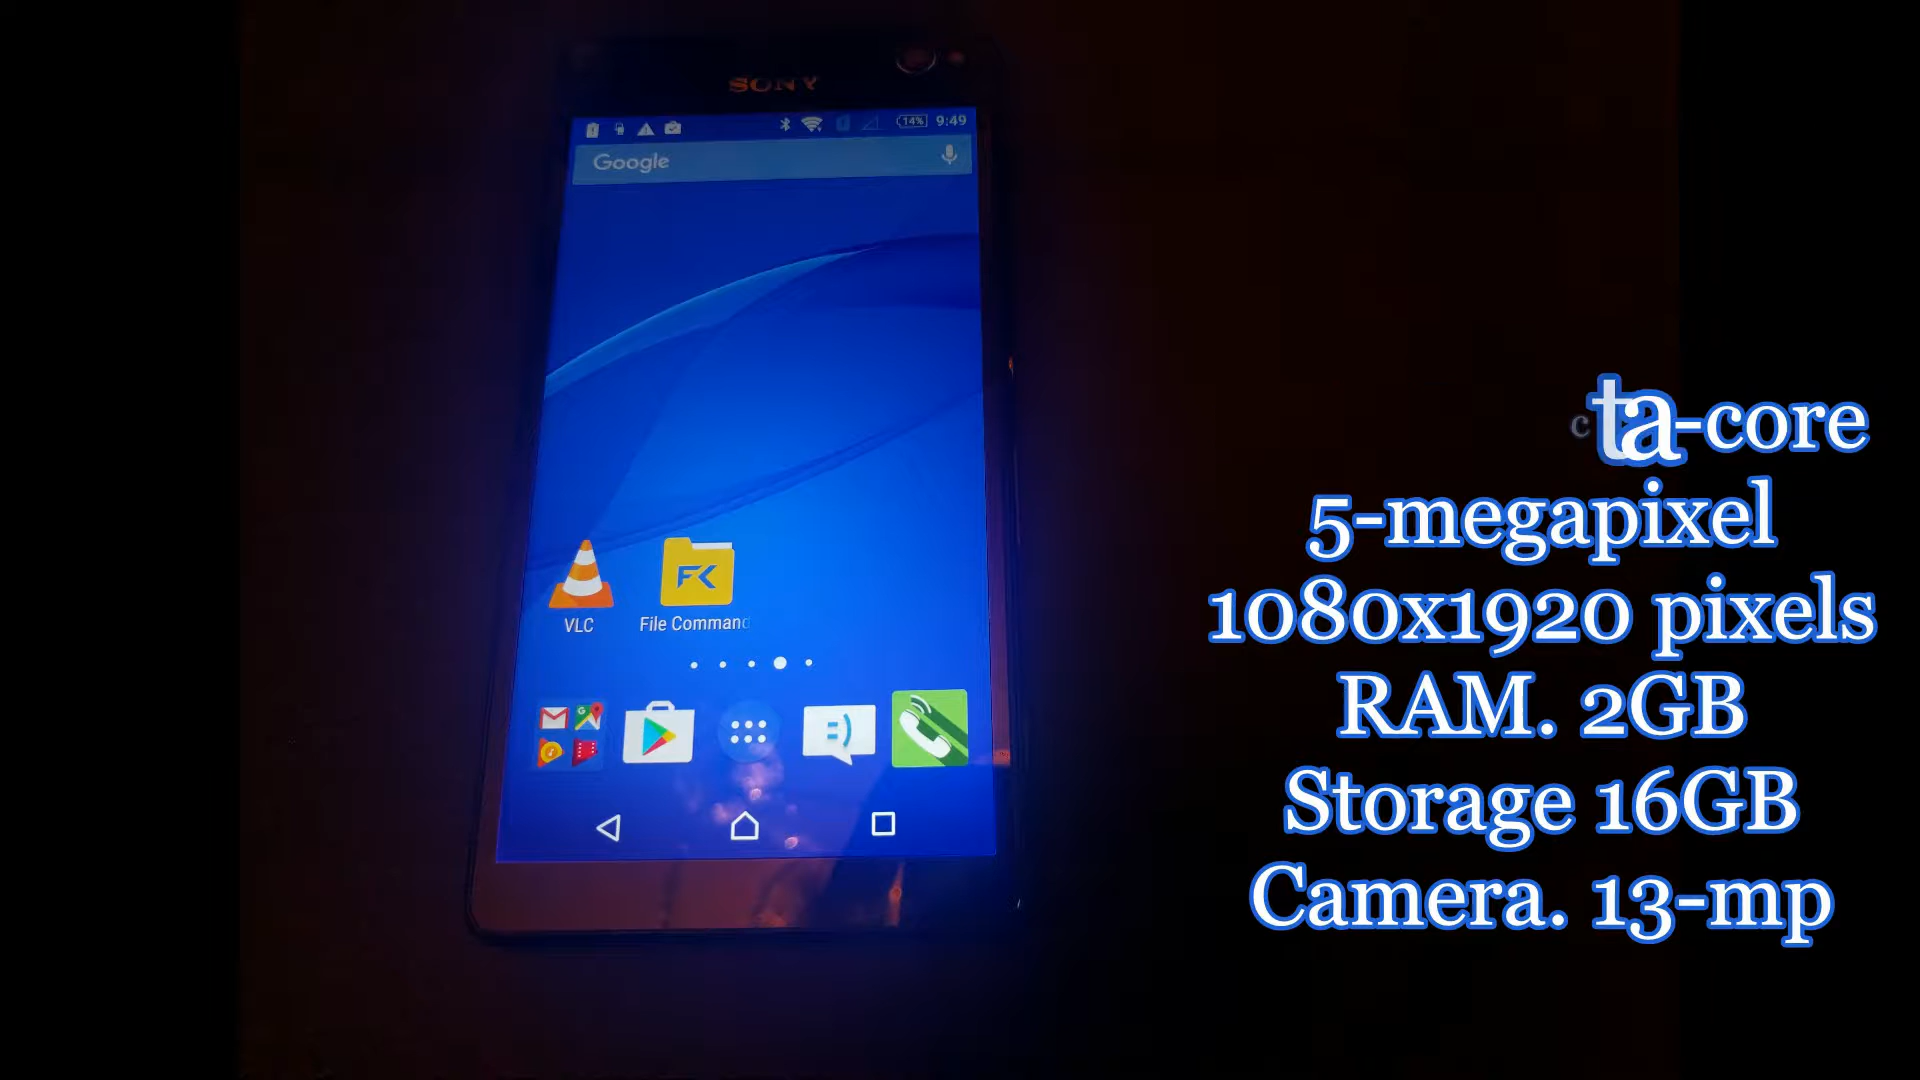 SONY
14% 9:49
Google
VLC
File Command
cta-core
5-megapixel
1080x1920 pixels
RAM. 2GB
Storage 16GB
Camera. 13-mp